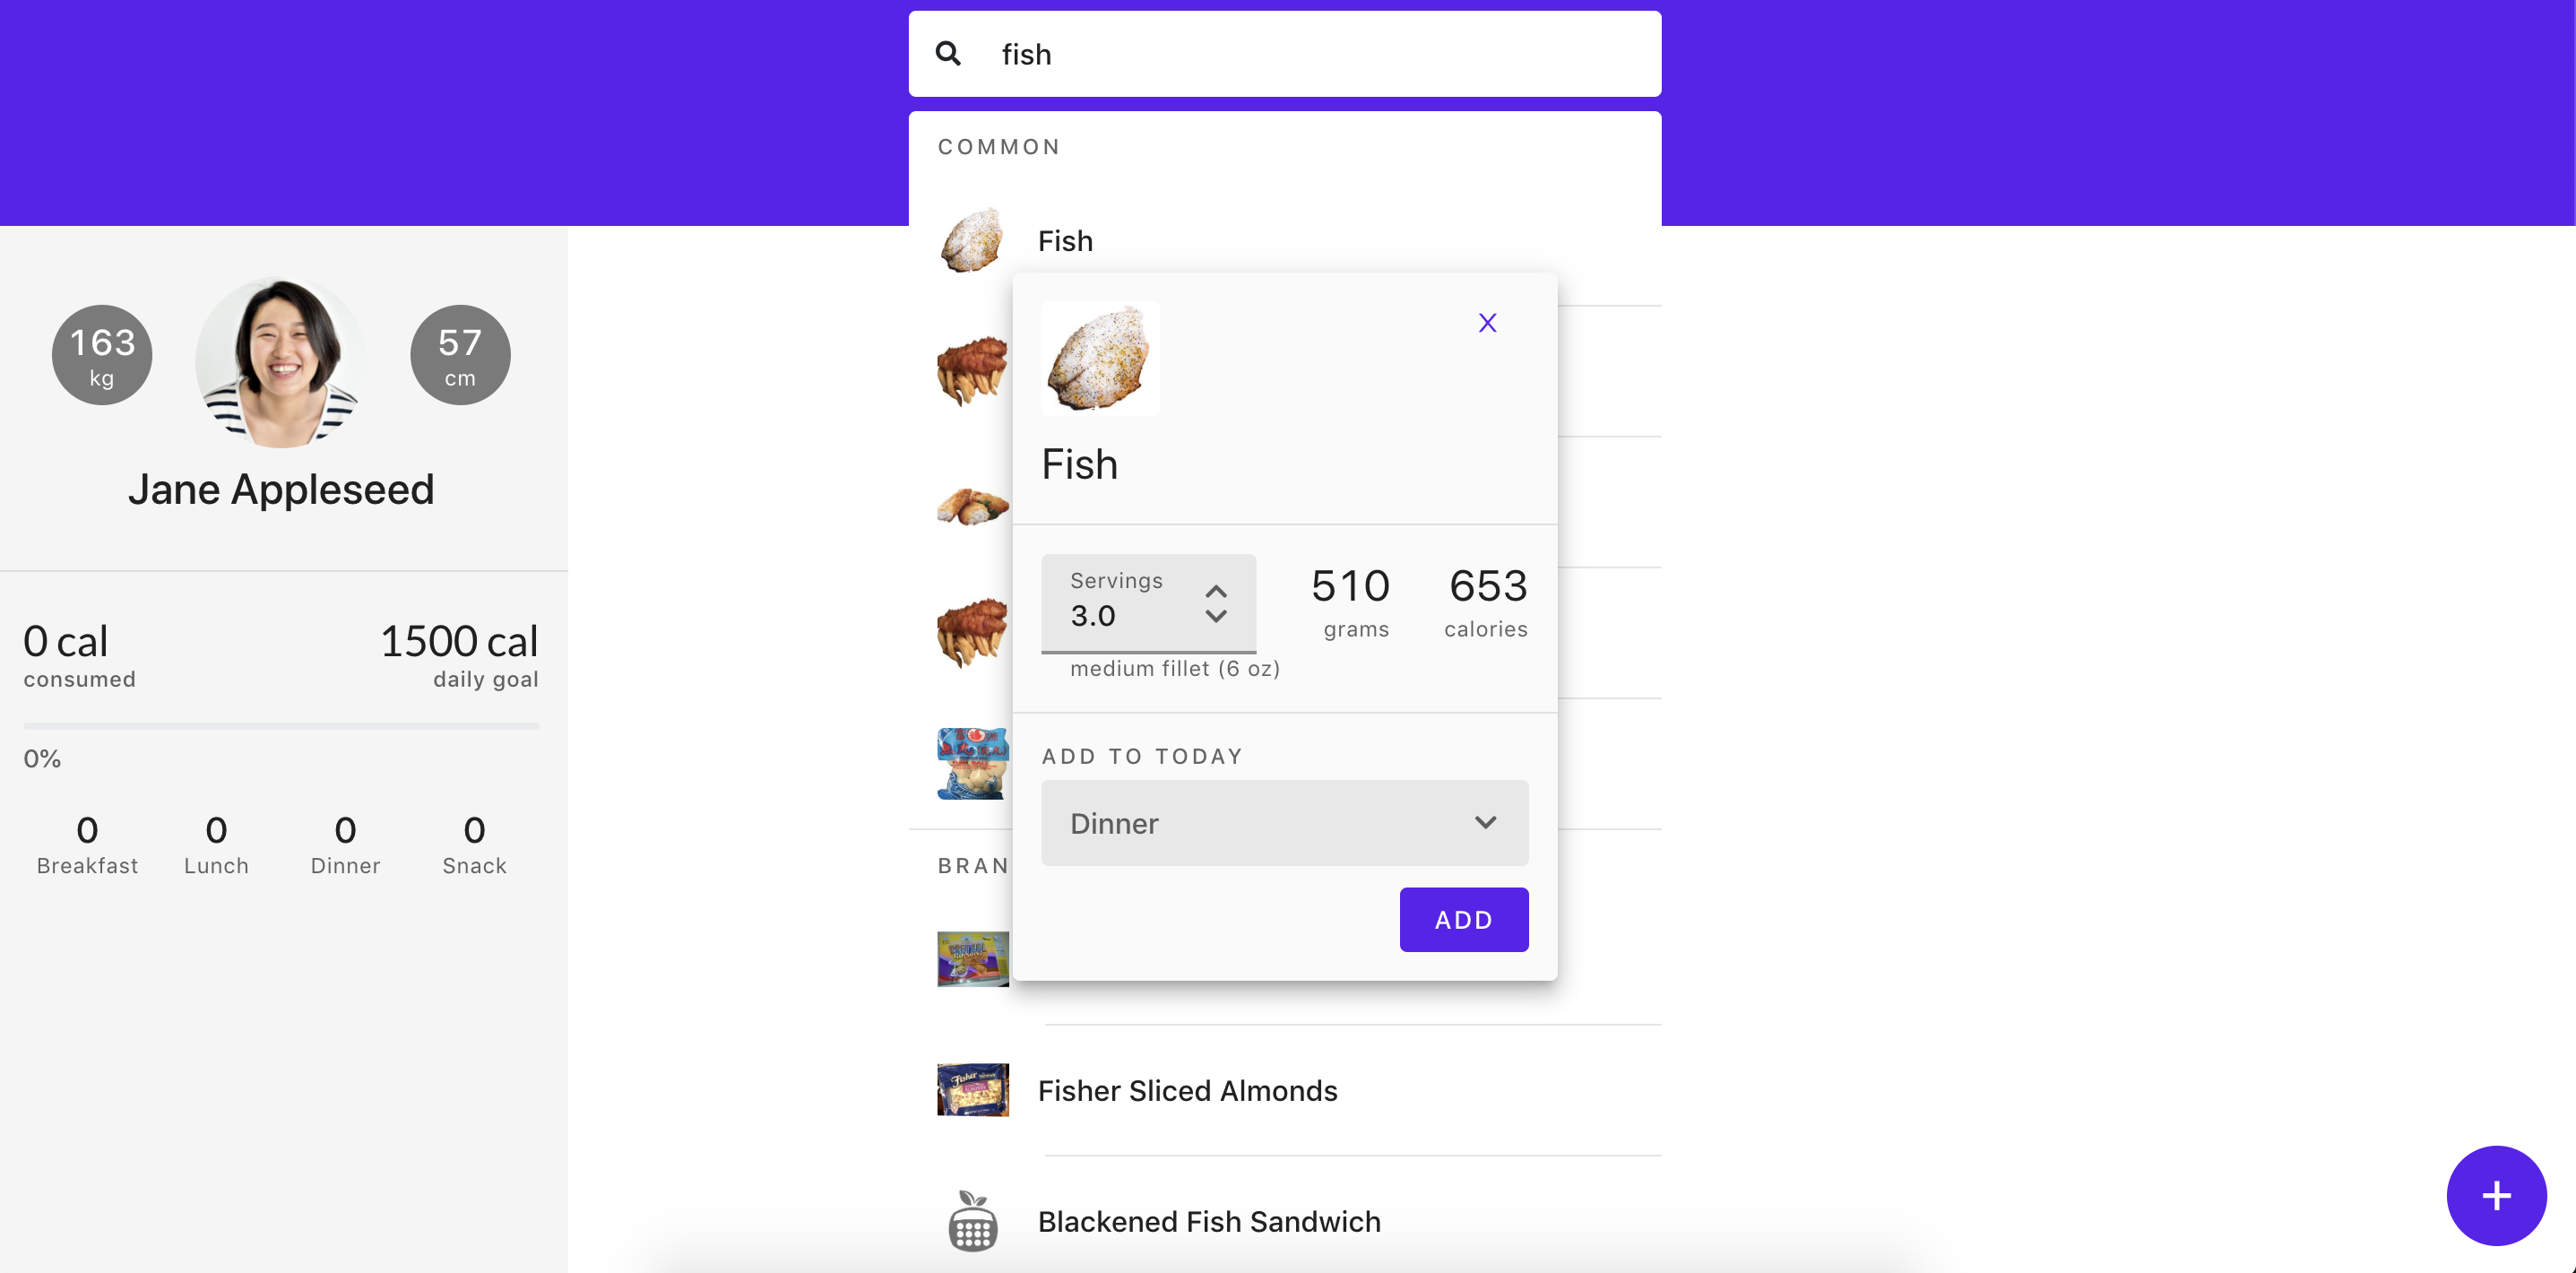 fish
COMMON
Fish
163
kg
57
cm
Jane Appleseed
0 cal
consumed
1500 cal
daily goal
0%
0
Breakfast
0
Lunch
0
Dinner
0
Snack
X
Fish
Servings
3.0
medium fillet (6 oz)
510
grams
653
calories
ADD TO TODAY
Dinner
ADD
BRAN
Fisher Sliced Almonds
Blackened Fish Sandwich
+